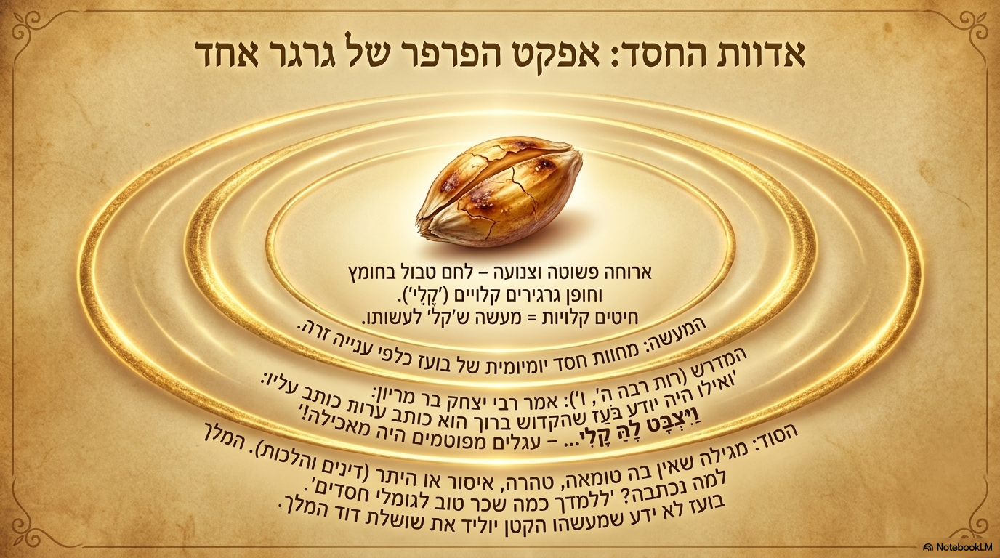 אדוות החסד: אפקט הפרפר של גרגר אחד
ארוחה פשוטה וצנועה – לחם טבול בחומץ
וחופן גרגירים קלויים ('קָלִי').
חיטים קלויות = מעשה ש'קל' לעשותו.
המעשה: מחוות חסד יומיומית של בועז כלפי ענייה זרה.
המדרש (רות רבה ה', ו'): אמר רבי יצחק בר מריון:
'ואילו היה יודע בֹּעַז שהקדוש ברוך הוא כותב ערות כותב עליו:
וַיִּצְבָּט לָהּ קָלִי... – עגלים מפוטמים היה מאכילה!'
הסוד: מגילה שאין בה טומאה, טהרה, איסור או היתר (דינים והלכות). המלך
למה נכתבה? 'ללמדך כמה שכר טוב לגומלי חסדים'.
בועז לא ידע שמעשהו הקטן יוליד את שושלת דוד המלך.
NotebookLM